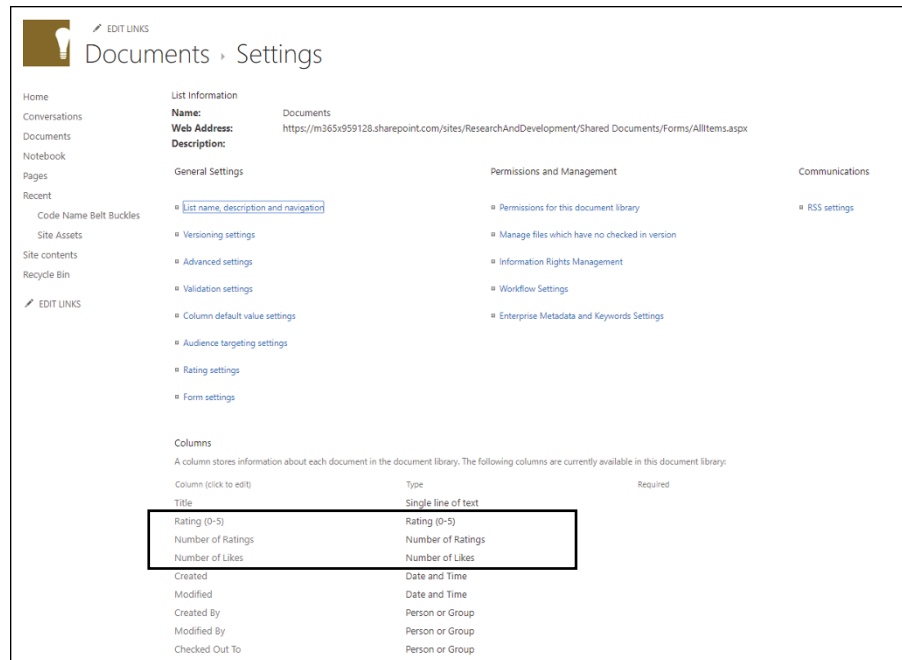 EDIT LINKS
Documents › Settings
Home
Conversations
Documents
Notebook
Pages
Recent
Code Name Belt Buckles
Site Assets
Site contents
Recycle Bin
EDIT LINKS
List Information
Name: Documents
Web Address: https://m365x959128.sharepoint.com/sites/ResearchAndDevelopment/Shared Documents/Forms/AllItems.aspx
Description:
General Settings Permissions and Management Communications
List name, description and navigation Permissions for this document library RSS settings
Versioning settings Manage files which have no checked in version
Advanced settings Information Rights Management
Validation settings Workflow Settings
Column default value settings Enterprise Metadata and Keywords Settings
Audience targeting settings
Rating settings
Form settings
Columns
A column stores information about each document in the document library. The following columns are currently available in this document library:
Column (click to edit) Type Required
Title Single line of text
Rating (0-5) Rating (0-5)
Number of Ratings Number of Ratings
Number of Likes Number of Likes
Created Date and Time
Modified Date and Time
Created By Person or Group
Modified By Person or Group
Checked Out To Person or Group